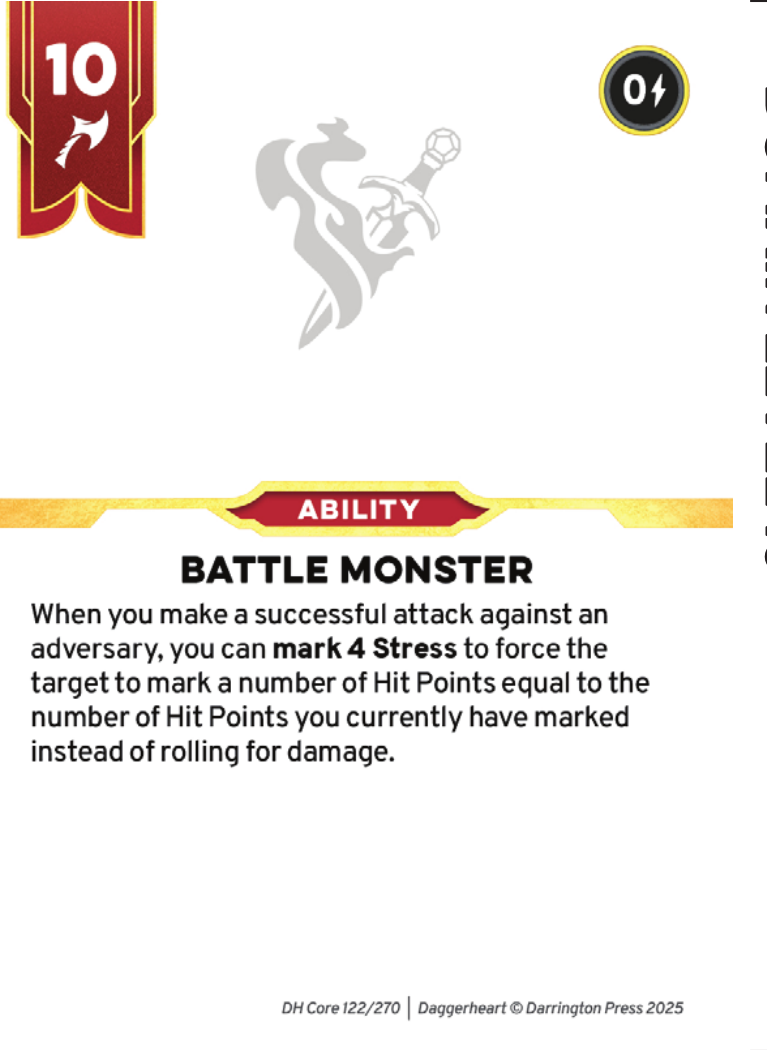 10
0
ABILITY
BATTLE MONSTER
When you make a successful attack against an
adversary, you can mark 4 Stress to force the
target to mark a number of Hit Points equal to the
number of Hit Points you currently have marked
instead of rolling for damage.
DH Core 122/270 | Daggerheart © Darrington Press 2025